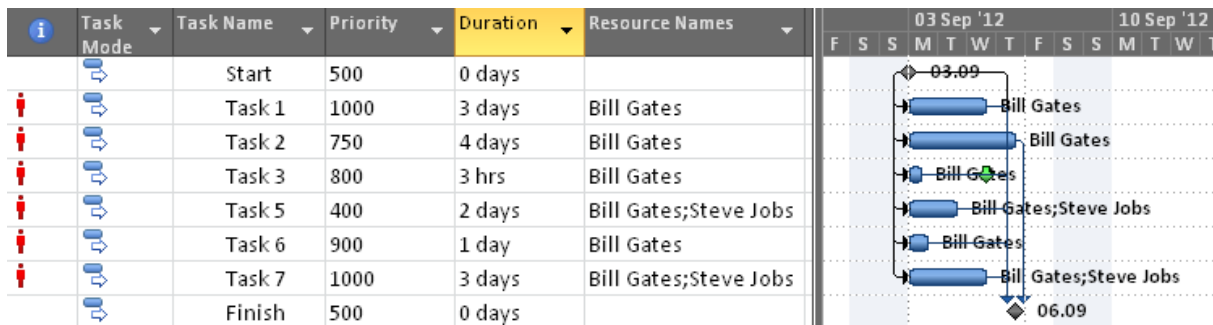 Task Mode Task Name Priority Duration Resource Names 03 Sep '12 10 Sep '12
F S S M T W T F S S M T W
Start 500 0 days 03.09
Task 1 1000 3 days Bill Gates Bill Gates
Task 2 750 4 days Bill Gates Bill Gates
Task 3 800 3 hrs Bill Gates Bill Gates
Task 5 400 2 days Bill Gates;Steve Jobs Bill Gates;Steve Jobs
Task 6 900 1 day Bill Gates Bill Gates
Task 7 1000 3 days Bill Gates;Steve Jobs Bill Gates;Steve Jobs
Finish 500 0 days 06.09